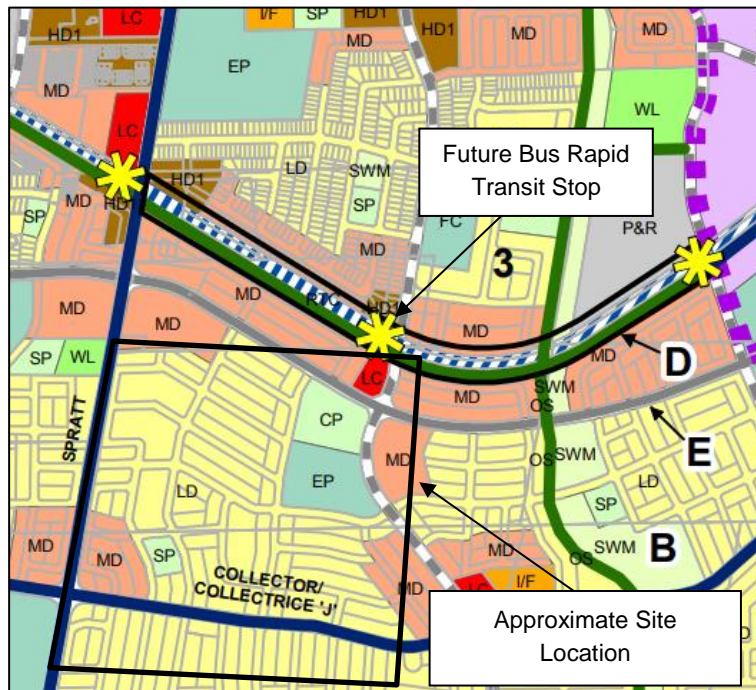 LC
I/F
SP
MD
HD1
HD1
MD
MD
EP
MD
WL
LC
LD
SWM
SP
Future Bus Rapid
Transit Stop
HD1
MD
SP
HD1
MD
FC
3
P&R
RTC
HD1
MD
MD
MD
MD
MD
D
LC
MD
SWM
OS
SP
WL
CP
E
SPRATT
MD
OS
SWM
LD
EP
LD
SP
B
SWM
OS
MD
MD
SP
MD
MD
COLLECTOR/
COLLECTRICE 'J'
LC
I/F
Approximate Site
Location